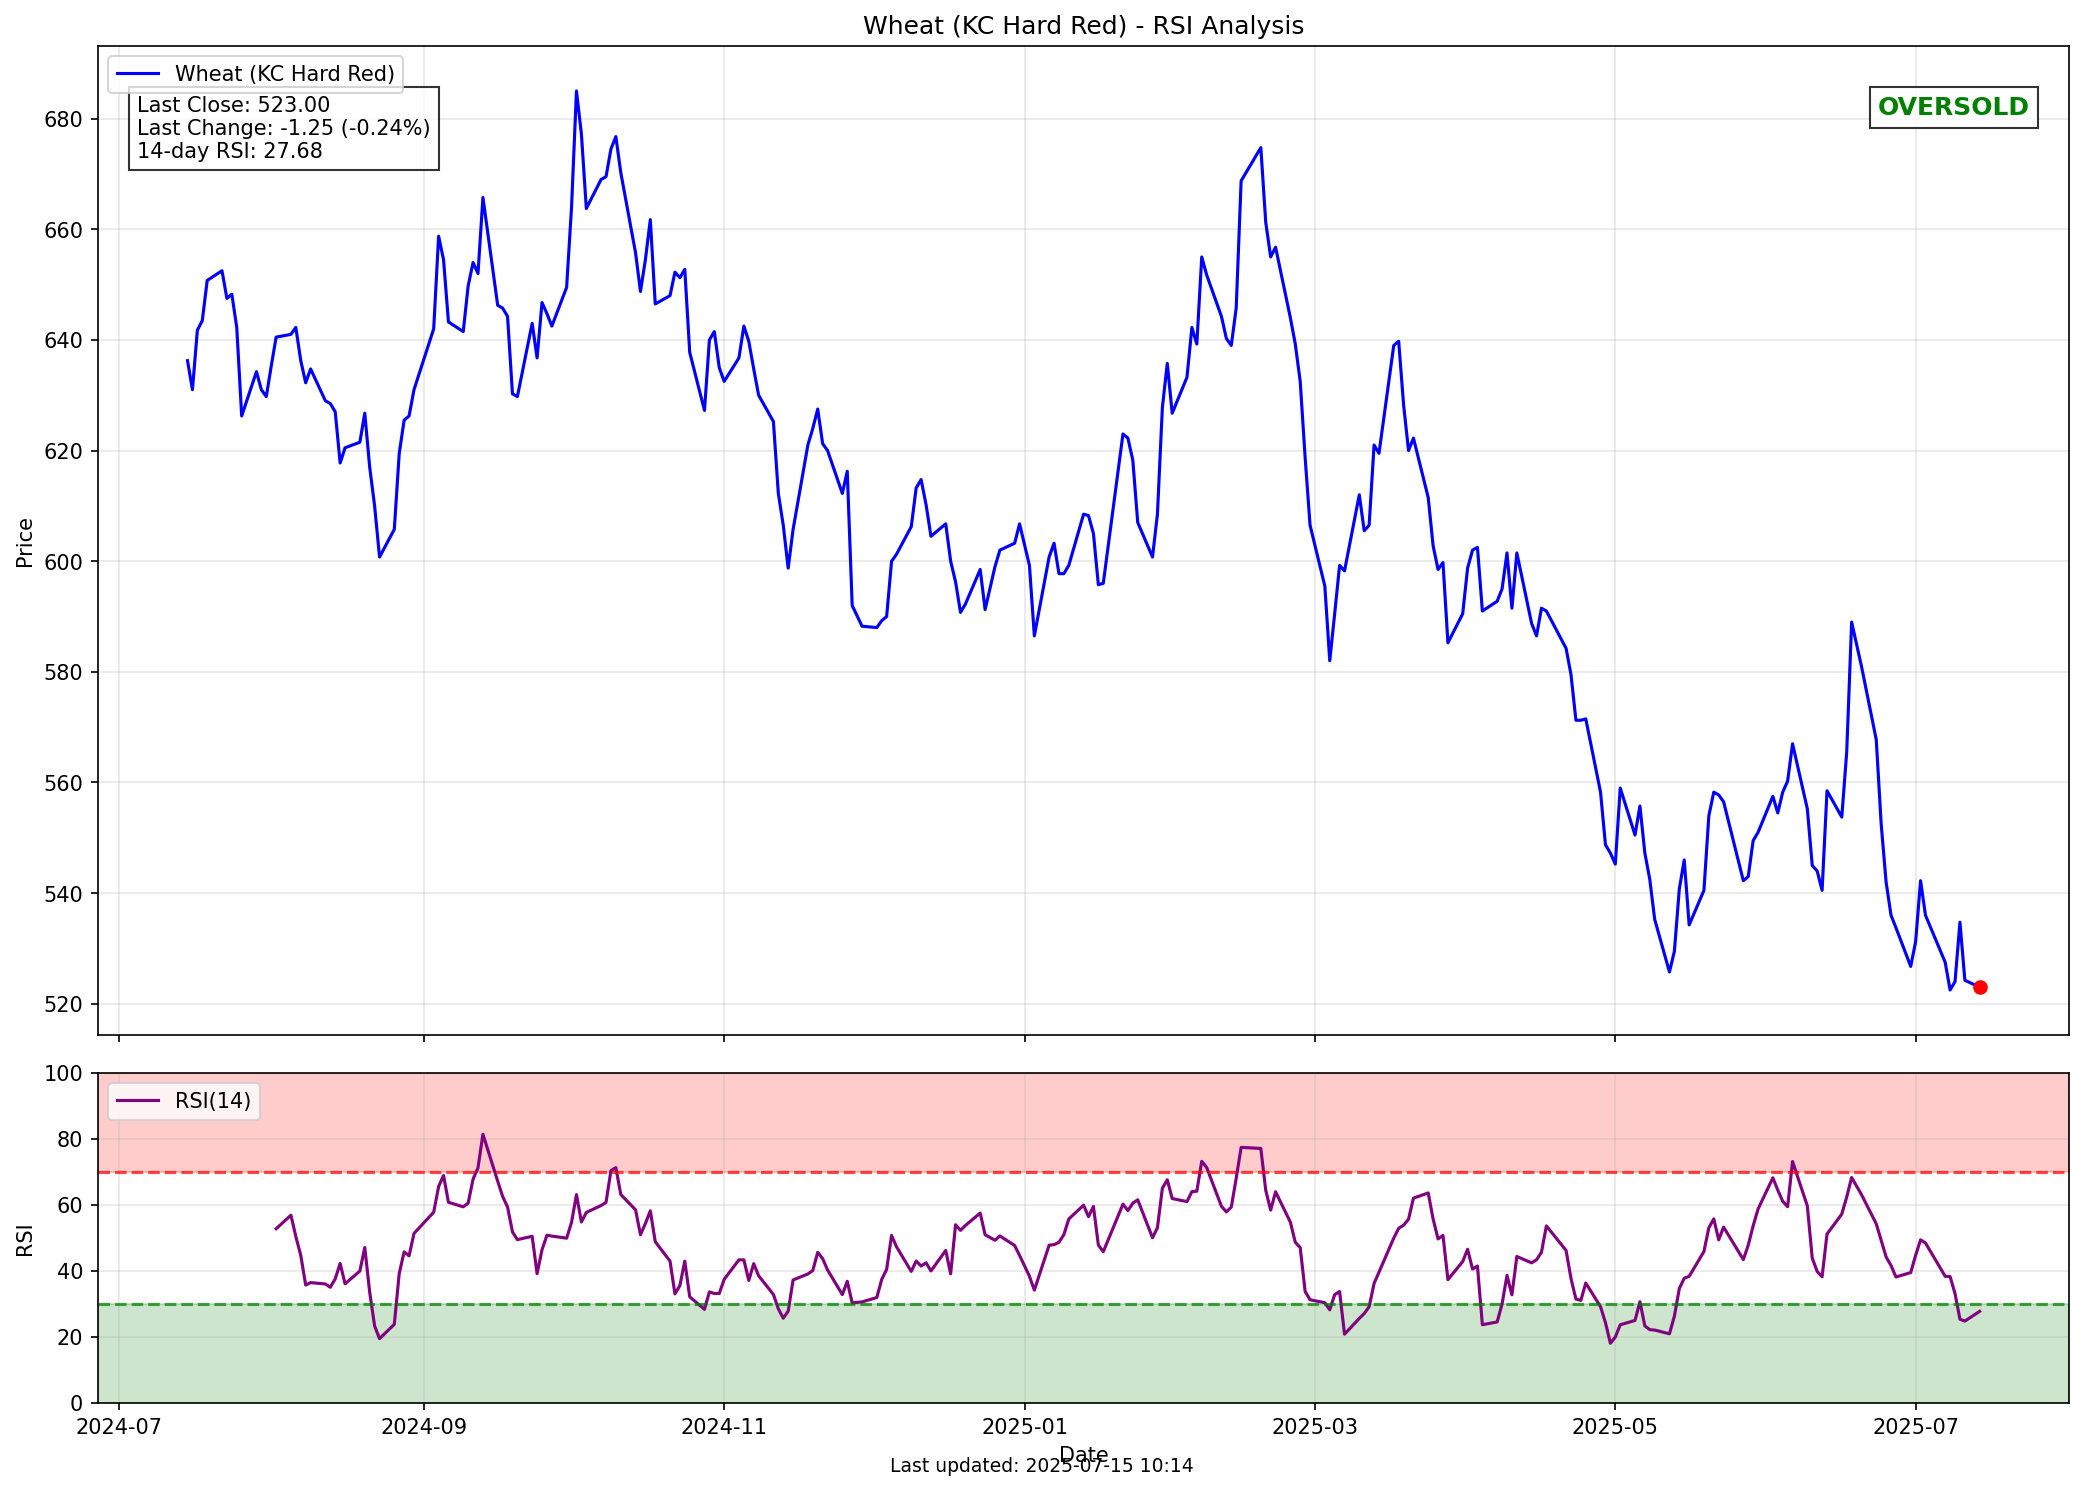 Wheat (KC Hard Red) - RSI Analysis
Wheat (KC Hard Red)
Last Close: 523.00
Last Change: -1.25 (-0.24%)
14-day RSI: 27.68
OVERSOLD
Price
680
660
640
620
600
580
560
540
520
RSI(14)
RSI
100
80
60
40
20
0
2024-07
2024-09
2024-11
2025-01
2025-03
2025-05
2025-07
Date
Last updated: 2025-07-15 10:14